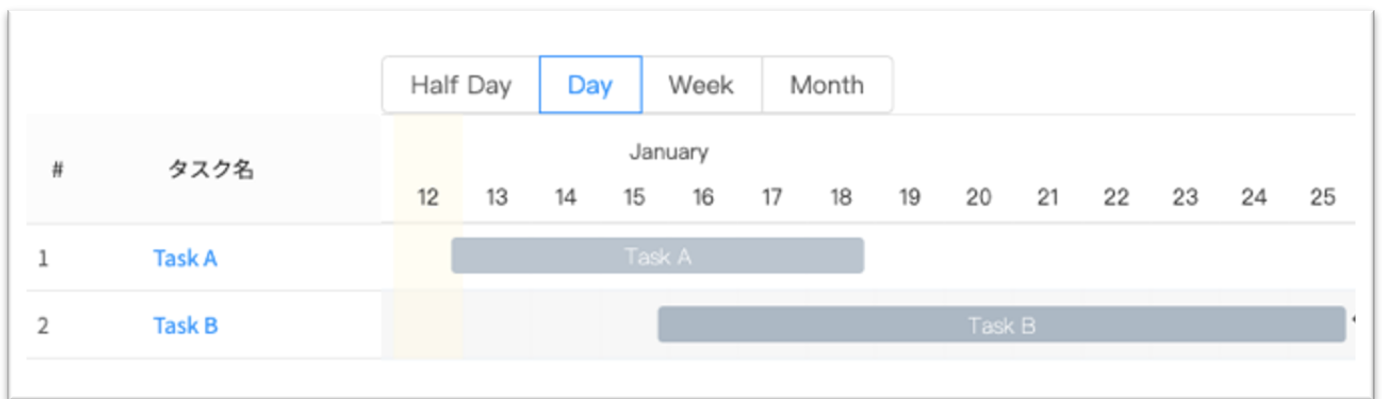 Half Day Day Week Month
# タスク名
January
12 13 14 15 16 17 18 19 20 21 22 23 24 25
1 Task A Task A
2 Task B Task B